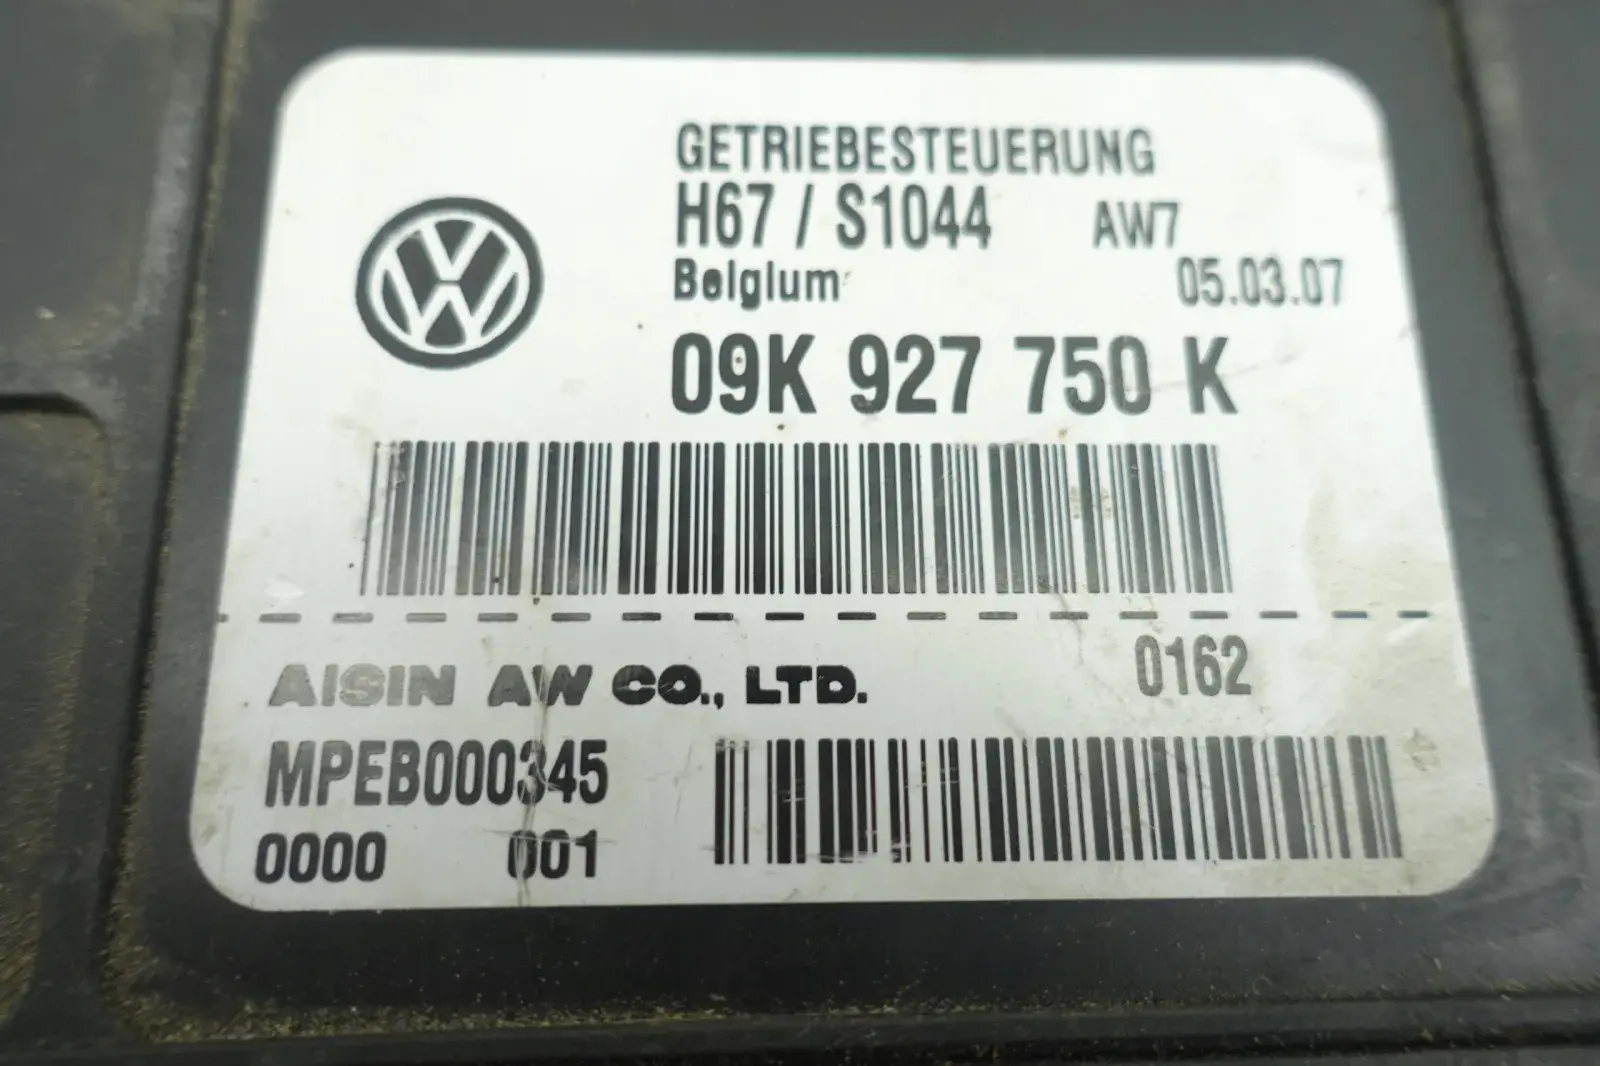 GETRIEBESTEUERUNG
H67 / S1044 AW7
Belgium 05.03.07
09K 927 750 K
0162
AISIN AW CO., LTD.
MPEB000345
0000 001